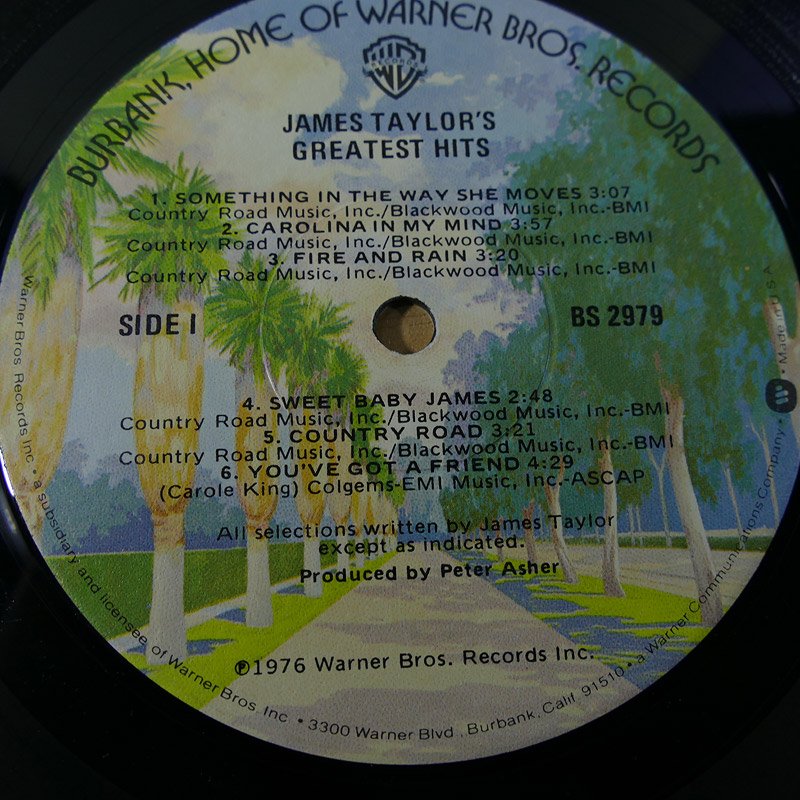 BURBANK, HOME OF WARNER BROS. RECORDS
WB
RECORDS
JAMES TAYLOR'S
GREATEST HITS
1. SOMETHING IN THE WAY SHE MOVES 3:07
Country Road Music, Inc./Blackwood Music, Inc.-BMI
2. CAROLINA IN MY MIND 3:57
Country Road Music, Inc./Blackwood Music, Inc.-BMI
3. FIRE AND RAIN 3:20
Country Road Music, Inc./Blackwood Music, Inc.-BMI
SIDE I
BS 2979
4. SWEET BABY JAMES 2:48
Country Road Music, Inc./Blackwood Music, Inc.-BMI
5. COUNTRY ROAD 3:21
Country Road Music, Inc./Blackwood Music, Inc.-BMI
6. YOU'VE GOT A FRIEND 4:29
(Carole King) Colgems-EMI Music, Inc.-ASCAP
All selections written by James Taylor
except as indicated.
Produced by Peter Asher
℗1976 Warner Bros. Records Inc.
Warner Bros. Records Inc. • a subsidiary and licensee of Warner Bros. Inc. • 3300 Warner Blvd., Burbank, Calif. 91510 • a Warner Communications Company • Made in U.S.A.